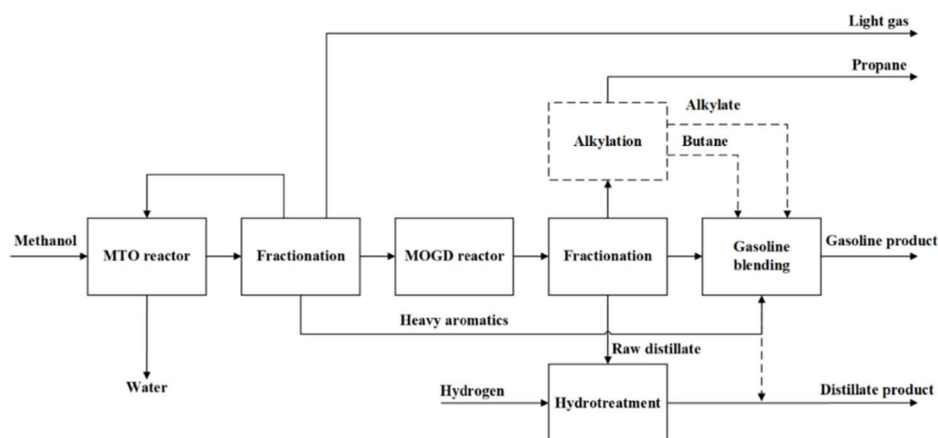 Light gas
Propane
Alkylate
Alkylation
Butane
Methanol
MTO reactor
Fractionation
MOGD reactor
Fractionation
Gasoline
blending
Gasoline product
Heavy aromatics
Raw distillate
Water
Hydrogen
Hydrotreatment
Distillate product